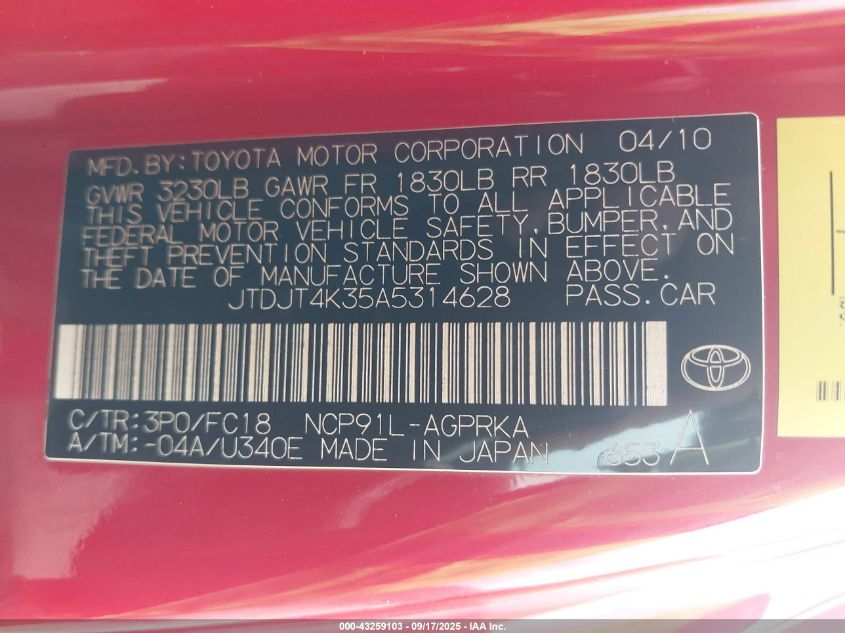 MFD.BY:TOYOTA MOTOR CORPORATION 04/10
GVWR 3230LB GAWR FR 1830LB RR 1830LB
THIS VEHICLE CONFORMS TO ALL APPLICABLE
FEDERAL MOTOR VEHICLE SAFETY,BUMPER,AND
THEFT PREVENTION STANDARDS IN EFFECT ON
THE DATE OF MANUFACTURE SHOWN ABOVE.
JTDJT4K35A5314628 PASS.CAR
C/TR:3P0/FC18 NCP91L-AGPRKA
A/TM:-04A/U340E MADE IN JAPAN 653 A
000-43259103 - 09/17/2025 - IAA Inc.